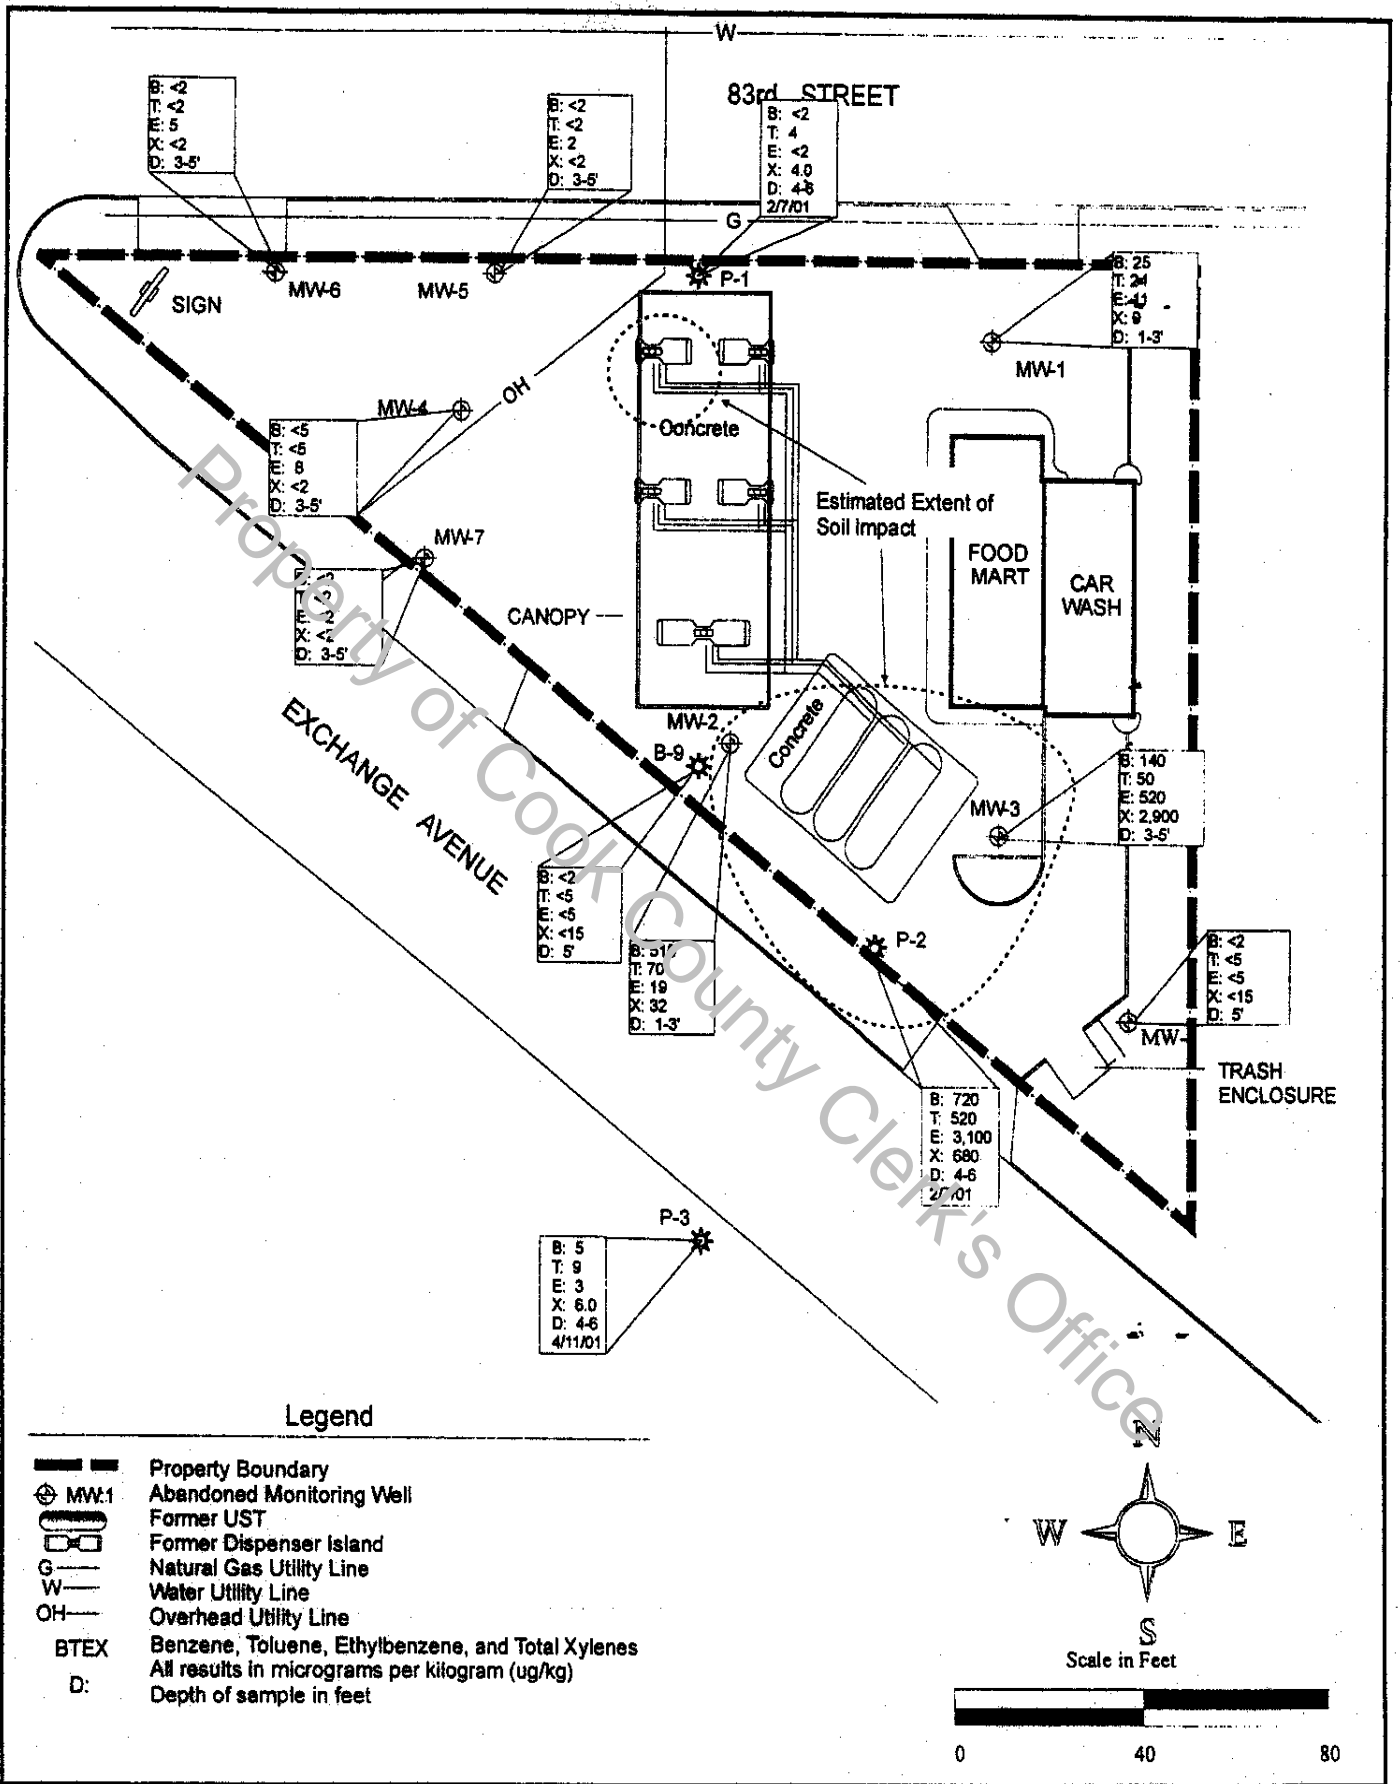 W
83rd STREET
B: <2
T: <2
E: 5
X: <2
D: 3-5'
B: <2
T: <2
E: 2
X: <2
D: 3-5'
B: <2
T: 4
E: <2
X: 4.0
D: 4-6
2/7/01
G
MW-6
MW-5
P-1
SIGN
B: 25
T: 24
E: 11
X: 9
D: 1-3'
MW-1
OH
MW-4
Concrete
B: <5
T: <5
E: 8
X: <2
D: 3-5'
Estimated Extent of
Soil Impact
MW-7
FOOD
MART
CAR
WASH
X: <2
D: 3-5'
CANOPY
EXCHANGE AVENUE
MW-2
Concrete
B-9
MW-3
B: 140
T: 50
E: 520
X: 2,900
D: 3-5'
B: <2
T: <5
E: <5
X: <15
D: 5'
T: 70
E: 19
X: 32
D: 1-3'
P-2
B: <2
T: <5
E: <5
X: <15
D: 5'
MW-
TRASH
ENCLOSURE
B: 720
T: 520
E: 3,100
X: 680
D: 4-6
P-3
B: 5
T: 9
E: 3
X: 6.0
D: 4-6
4/11/01
Property of Cook County Clerk's Office
Legend
Property Boundary
MW.1 Abandoned Monitoring Well
Former UST
Former Dispenser Island
G Natural Gas Utility Line
W Water Utility Line
OH Overhead Utility Line
BTEX Benzene, Toluene, Ethylbenzene, and Total Xylenes
All results in micrograms per kilogram (ug/kg)
D: Depth of sample in feet
N
W E
S
Scale in Feet
0 40 80